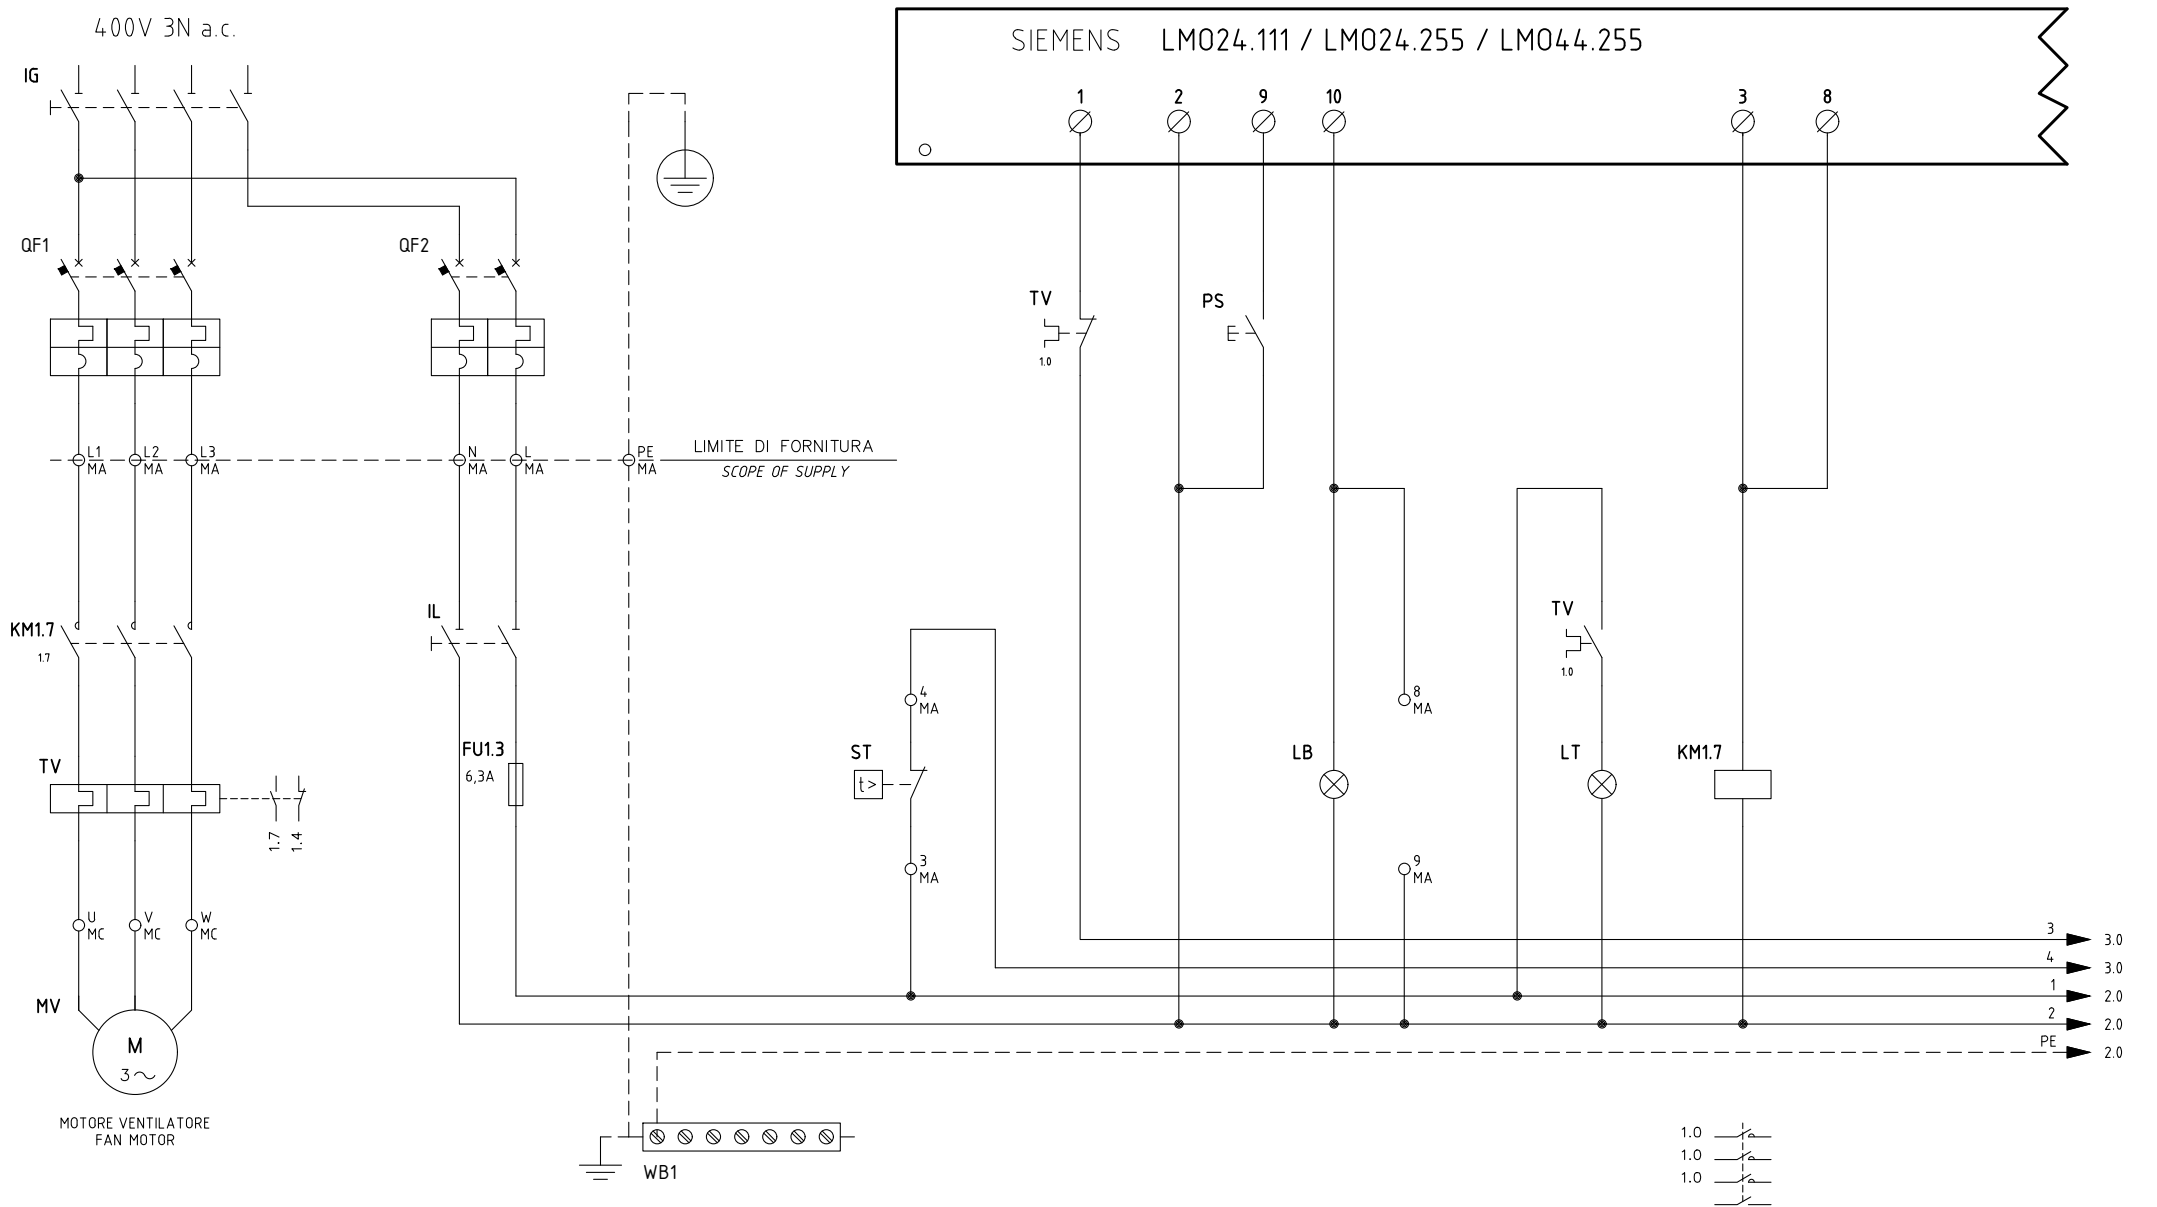 400V 3N a.c.
SIEMENS LMO24.111 / LMO24.255 / LMO44.255
IG
1 2 9 10 3 8
QF1 QF2
TV PS
1.0
L1 L2 L3 N L PE
MA MA MA MA MA MA
LIMITE DI FORNITURA
SCOPE OF SUPPLY
KM1.7
1.7
IL
TV
1.0
4
MA
8
MA
TV
FU1.3
6,3A
ST
t>
LB LT KM1.7
1.7 1.4
3
MA
9
MA
U V W
MC MC MC
3 3.0
4 3.0
1 2.0
2 2.0
PE 2.0
MV
M
3~
MOTORE VENTILATORE
FAN MOTOR
WB1
1.0
1.0
1.0